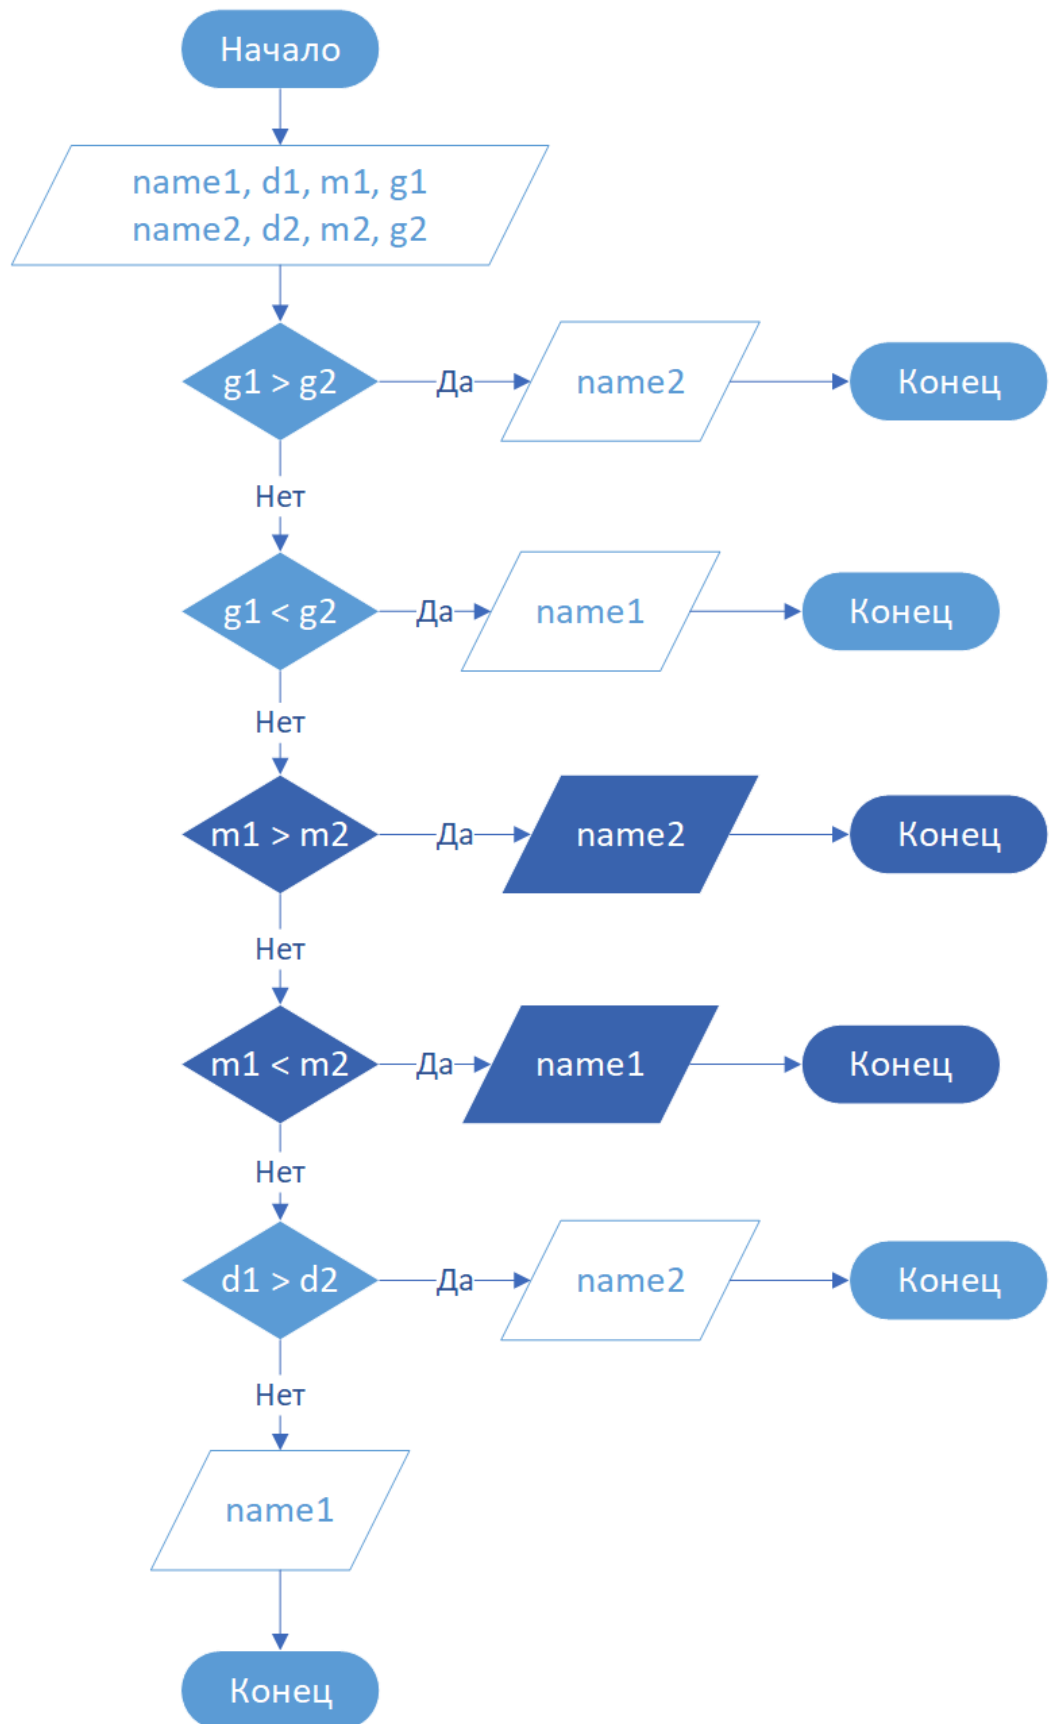 Начало
name1, d1, m1, g1
name2, d2, m2, g2
g1 > g2
Да
name2
Конец
Нет
g1 < g2
Да
name1
Конец
Нет
m1 > m2
Да
name2
Конец
Нет
m1 < m2
Да
name1
Конец
Нет
d1 > d2
Да
name2
Конец
Нет
name1
Конец